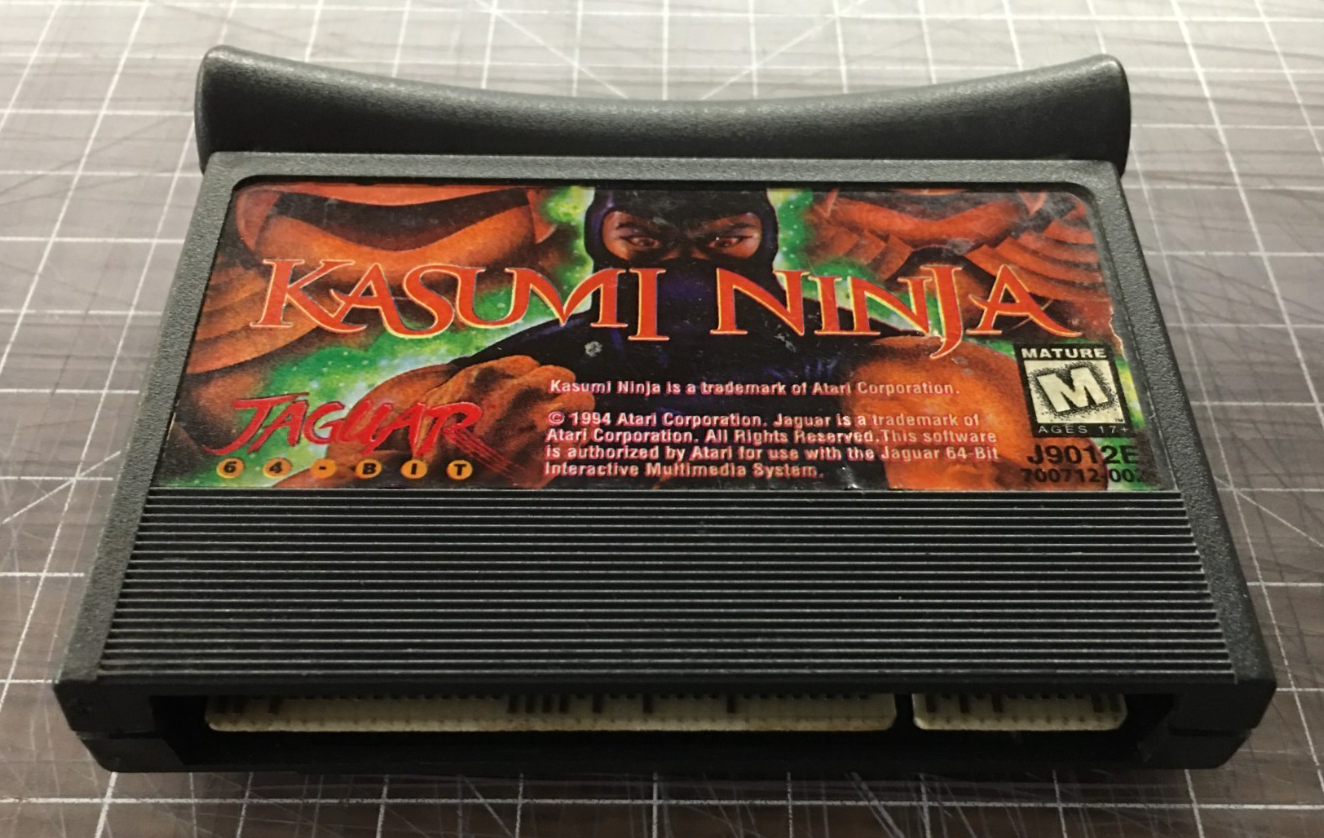 KASUMI NINJA
Kasumi Ninja is a trademark of Atari Corporation.
© 1994 Atari Corporation. Jaguar is a trademark of
Atari Corporation. All Rights Reserved.This software
is authorized by Atari for use with the Jaguar 64-Bit
Interactive Multimedia System.
JAGUAR
64-BIT
MATURE
M
AGES 17+
J9012E
700712-002